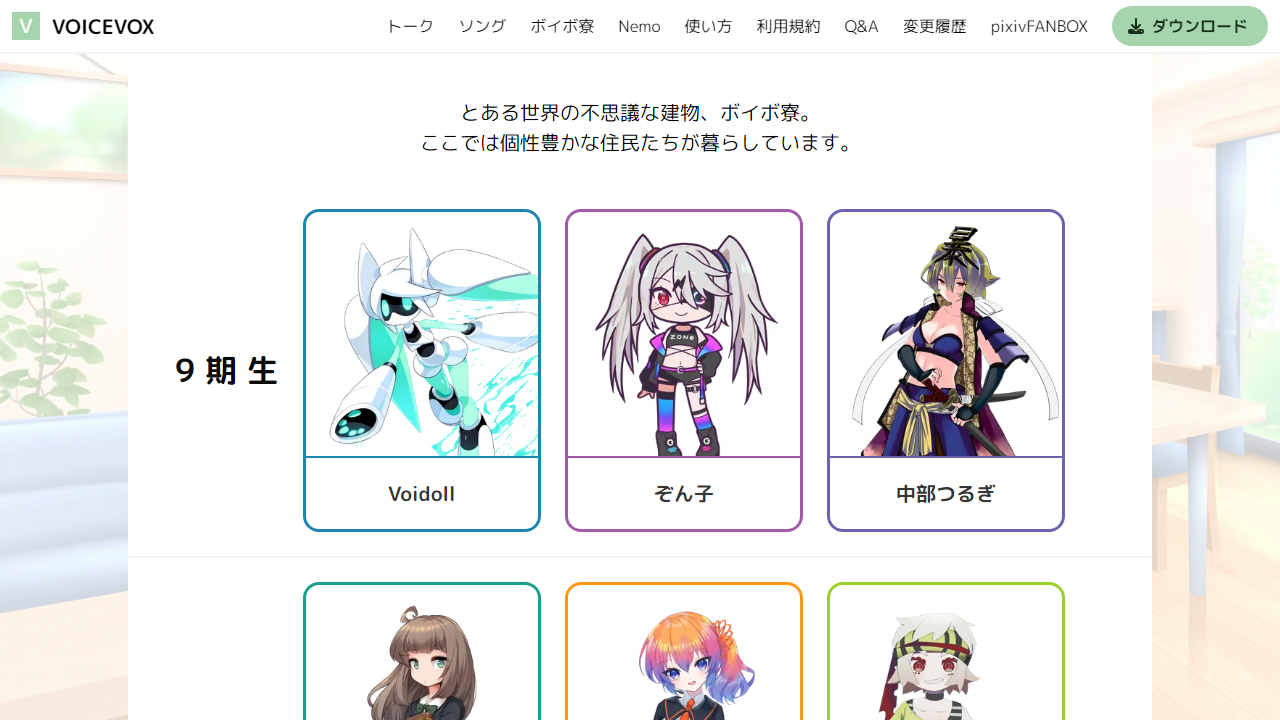 V VOICEVOX トーク ソング ボイボ寮 Nemo 使い方 利用規約 Q&A 変更履歴 pixivFANBOX ダウンロード
とある世界の不思議な建物、ボイボ寮。
ここでは個性豊かな住民たちが暮らしています。
9期生
暴
ZONE
Voidoll ぞん子 中部つるぎ